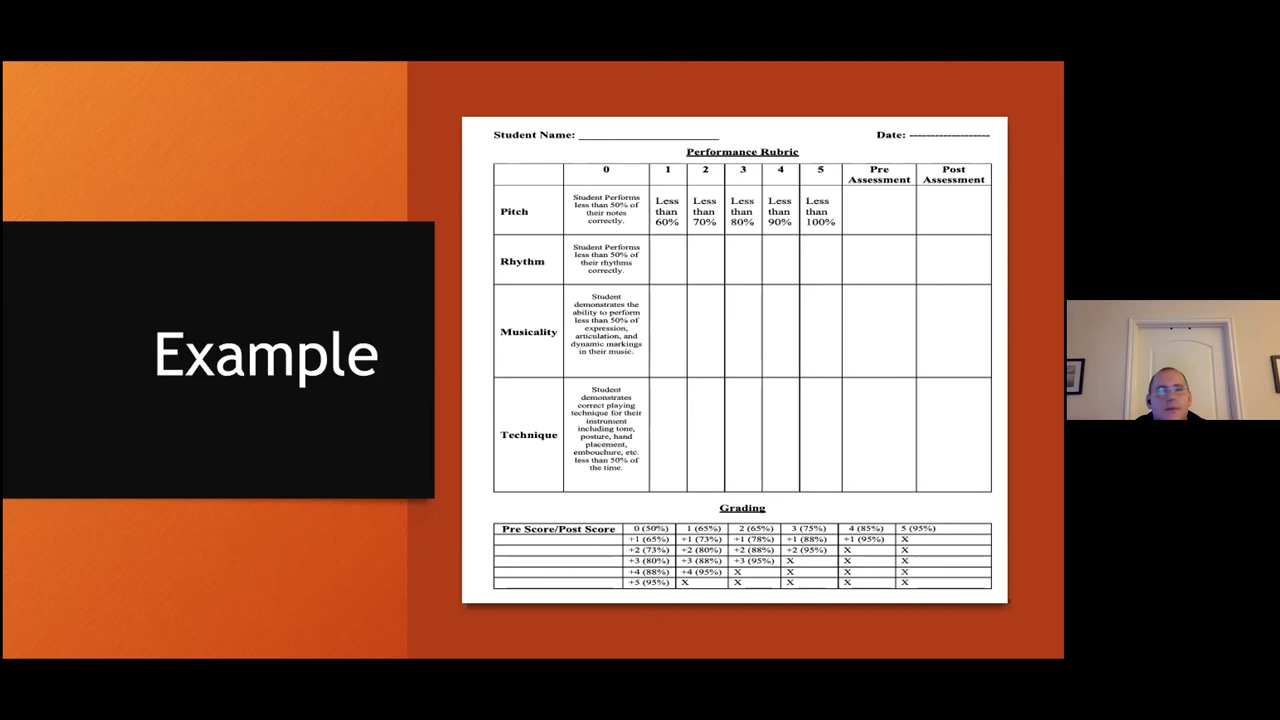 Example
Student Name: ____________________ Date: -------------------
Performance Rubric
0 1 2 3 4 5 Pre Assessment Post Assessment
Pitch
Student Performs
less than 50% of
their notes
correctly.
Less than 60%
Less than 70%
Less than 80%
Less than 90%
Less than 100%
Rhythm
Student Performs
less than 50% of
their rhythms
correctly.
Musicality
Student
demonstrates the
ability to perform
less than 50% of
expression,
articulation, and
dynamic markings
in their music.
Technique
Student
demonstrates
correct playing
technique for their
instrument
including tone,
posture, hand
placement,
embouchure, etc.
less than 50% of
the time.
Grading
Pre Score/Post Score 0 (50%) 1 (65%) 2 (65%) 3 (75%) 4 (85%) 5 (95%)
+1 (65%) +1 (73%) +1 (78%) +1 (88%) +1 (95%) X
+2 (73%) +2 (80%) +2 (88%) +2 (95%) X X
+3 (80%) +3 (88%) +3 (95%) X X X
+4 (88%) +4 (95%) X X X X
+5 (95%) X X X X X